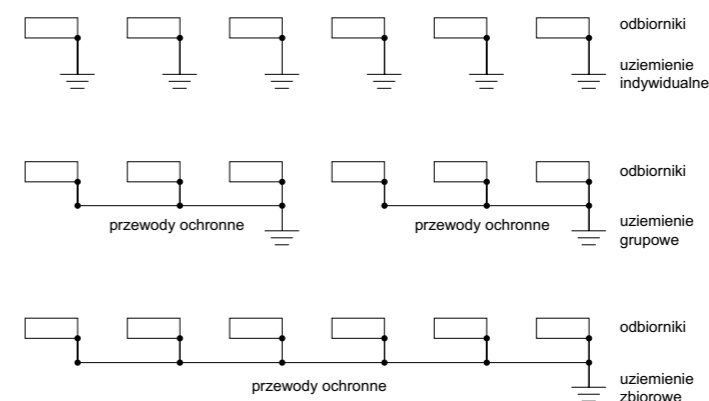 odbiorniki
uziemienie
indywidualne
odbiorniki
przewody ochronne
przewody ochronne
uziemienie
grupowe
odbiorniki
przewody ochronne
uziemienie
zbiorowe